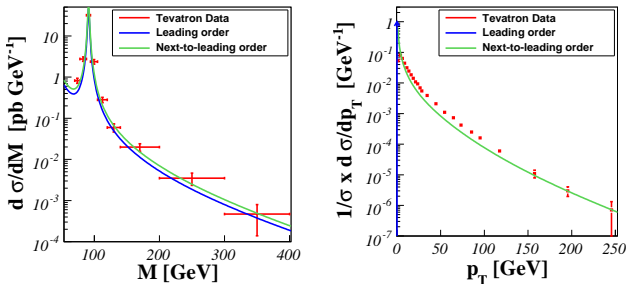 Tevatron Data
Leading order
Next-to-leading order
d σ/dM [pb GeV⁻¹]
10
1
10⁻¹
10⁻²
10⁻³
10⁻⁴
100 200 300 400
M [GeV]
Tevatron Data
Leading order
Next-to-leading order
1/σ x d σ/dp_T [GeV⁻¹]
1
10⁻¹
10⁻²
10⁻³
10⁻⁴
10⁻⁵
10⁻⁶
10⁻⁷
0 50 100 150 200 250
p_T [GeV]